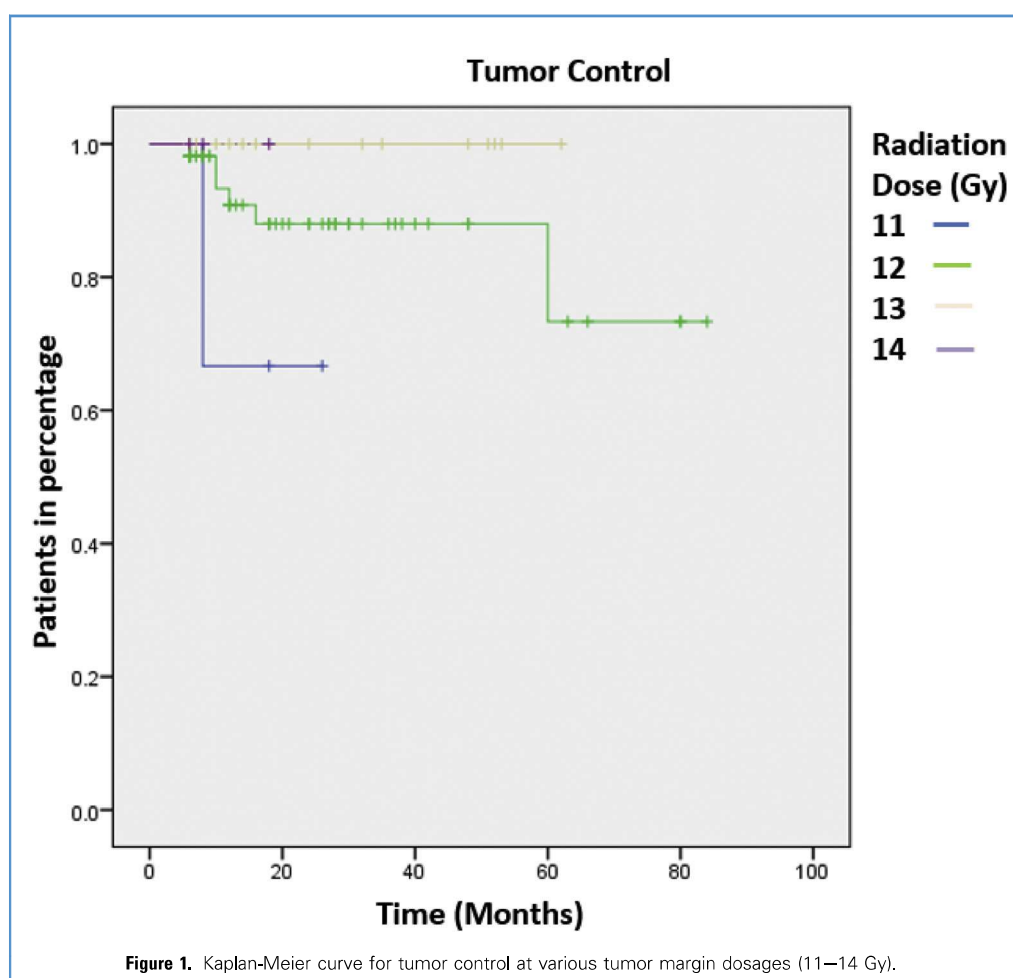 Tumor Control
Radiation
Dose (Gy)
11
12
13
14
Patients in percentage
1.0
0.8
0.6
0.4
0.2
0.0
0 20 40 60 80 100
Time (Months)
Figure 1. Kaplan-Meier curve for tumor control at various tumor margin dosages (11–14 Gy).